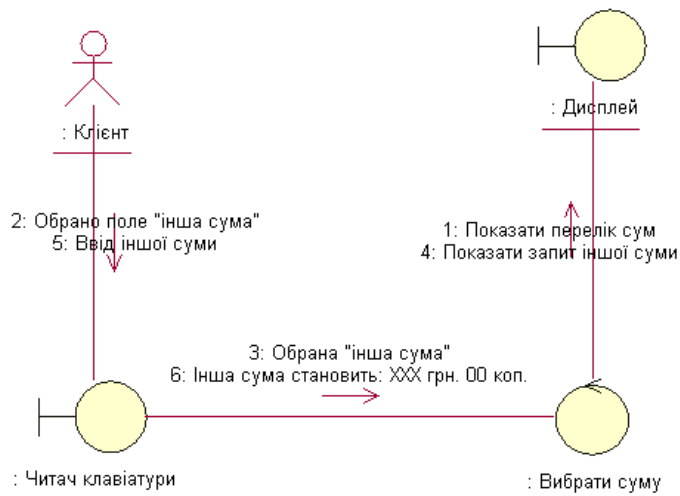 : Клієнт
: Дисплей
2: Обрано поле "інша сума"
5: Ввід іншої суми
1: Показати перелік сум
4: Показати запит іншої суми
3: Обрана "інша сума"
6: Інша сума становить: XXX грн. 00 коп.
: Читач клавіатури
: Вибрати суму